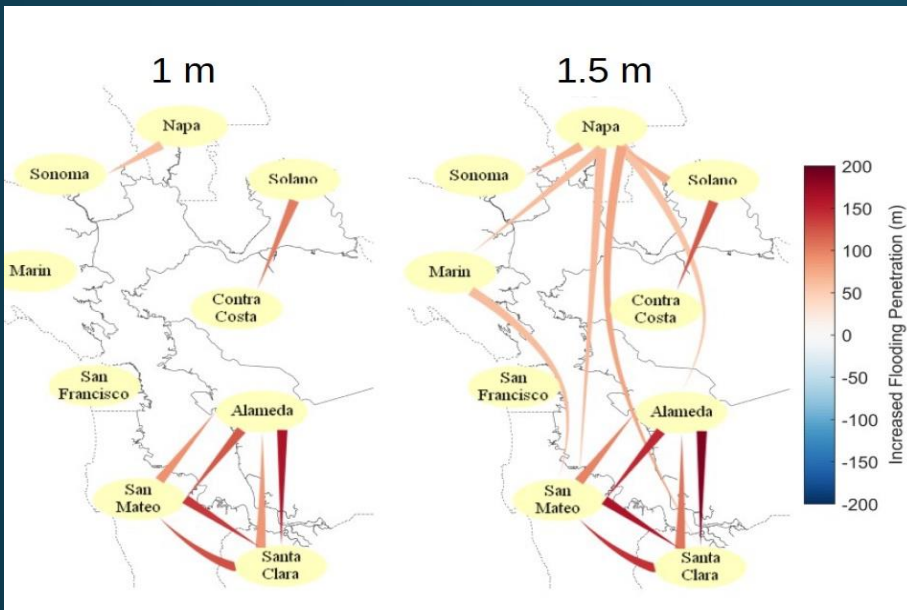 1 m
1.5 m
Napa
Sonoma
Solano
Marin
Contra
Costa
San
Francisco
Alameda
San
Mateo
Santa
Clara
Napa
Sonoma
Solano
Marin
Contra
Costa
San
Francisco
Alameda
San
Mateo
Santa
Clara
200
150
100
50
0
-50
-100
-150
-200
Increased Flooding Penetration (m)